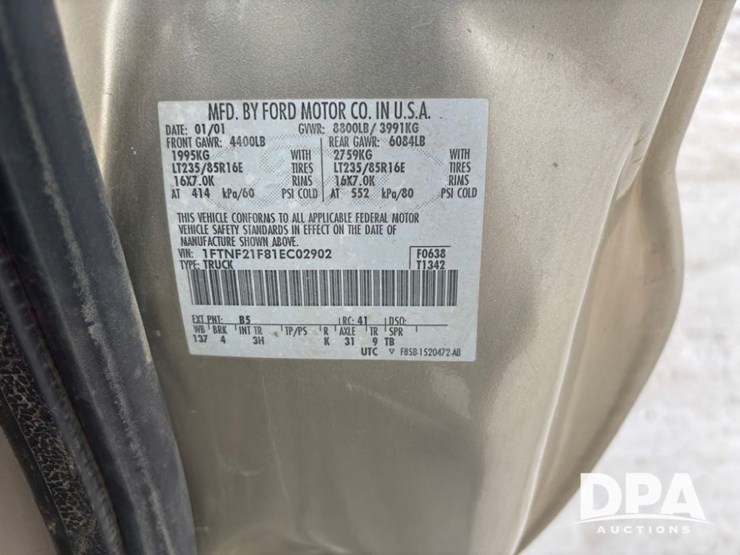 MFD. BY FORD MOTOR CO. IN U.S.A.
DATE: 01/01 GVWR: 8800LB/ 3991KG
FRONT GAWR: 4400LB REAR GAWR: 6084LB
1995KG WITH 2759KG WITH
LT235/85R16E TIRES LT235/85R16E TIRES
16X7.0K RIMS 16X7.0K RIMS
AT 414 kPa/60 PSI COLD AT 552 kPa/80 PSI COLD
THIS VEHICLE CONFORMS TO ALL APPLICABLE FEDERAL MOTOR
VEHICLE SAFETY STANDARDS IN EFFECT ON THE DATE OF
MANUFACTURE SHOWN ABOVE.
VIN: 1FTNF21F81EC02902 F0638
TYPE: TRUCK T1342
EXT PNT: B5 RC: 41 DSO:
WB BRK INT TR TP/PS R AXLE TR SPR
137 4 3H K 31 9 TB
UTC V F85B-1520472-AB
DPA
AUCTIONS